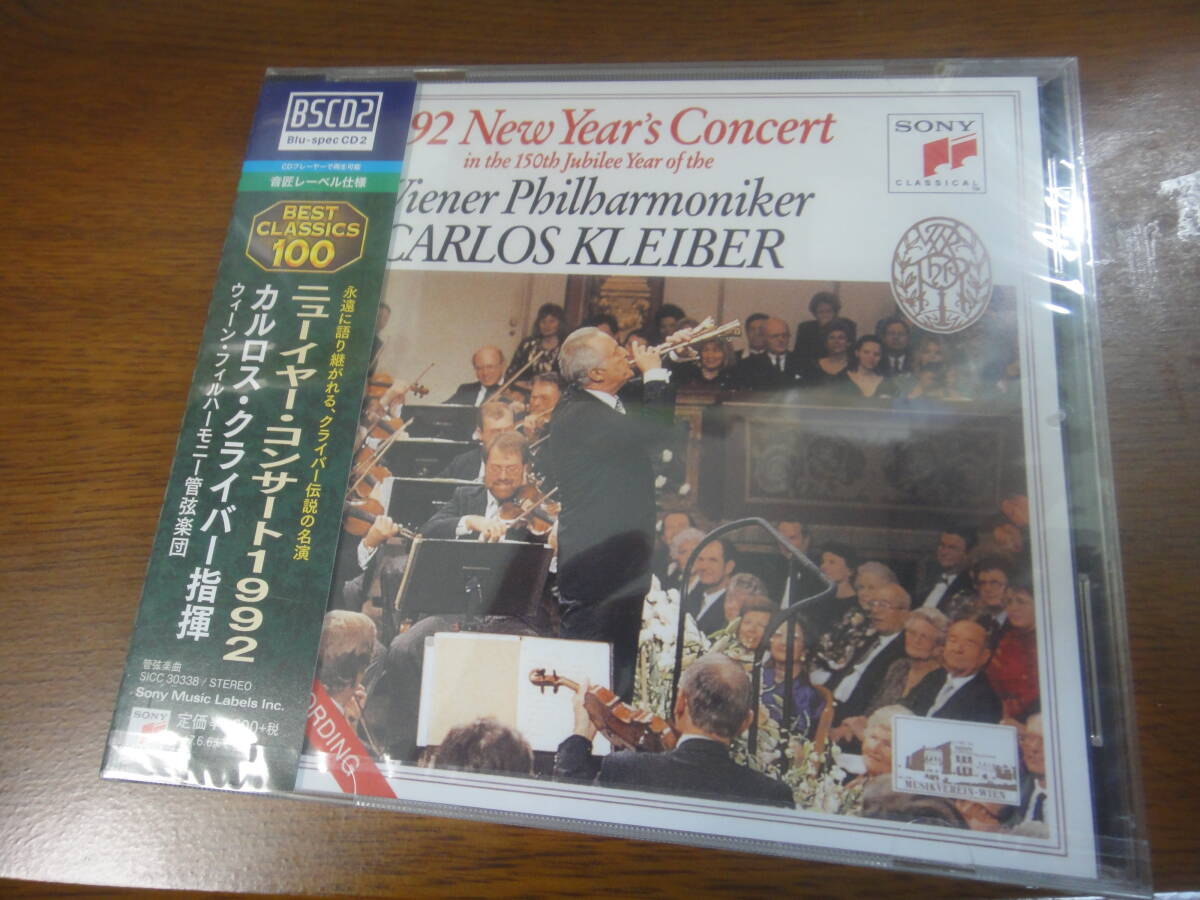 BSCD2
Blu-spec CD2
CDプレーヤーで再生可能
音匠レーベル仕様
BEST
CLASSICS
100
永遠に語り継がれる、クライバー伝説の名演
ニューイヤー・コンサート1992
カルロス・クライバー指揮
ウィーン・フィルハーモニー管弦楽団
管弦楽曲
SICC 30338 / STEREO
Sony Music Labels Inc.
SONY
定価
+税
92 New Year's Concert
in the 150th Jubilee Year of the
Wiener Philharmoniker
CARLOS KLEIBER
SONY
CLASSICAL
ORDING
MUSIKVEREIN-WIEN